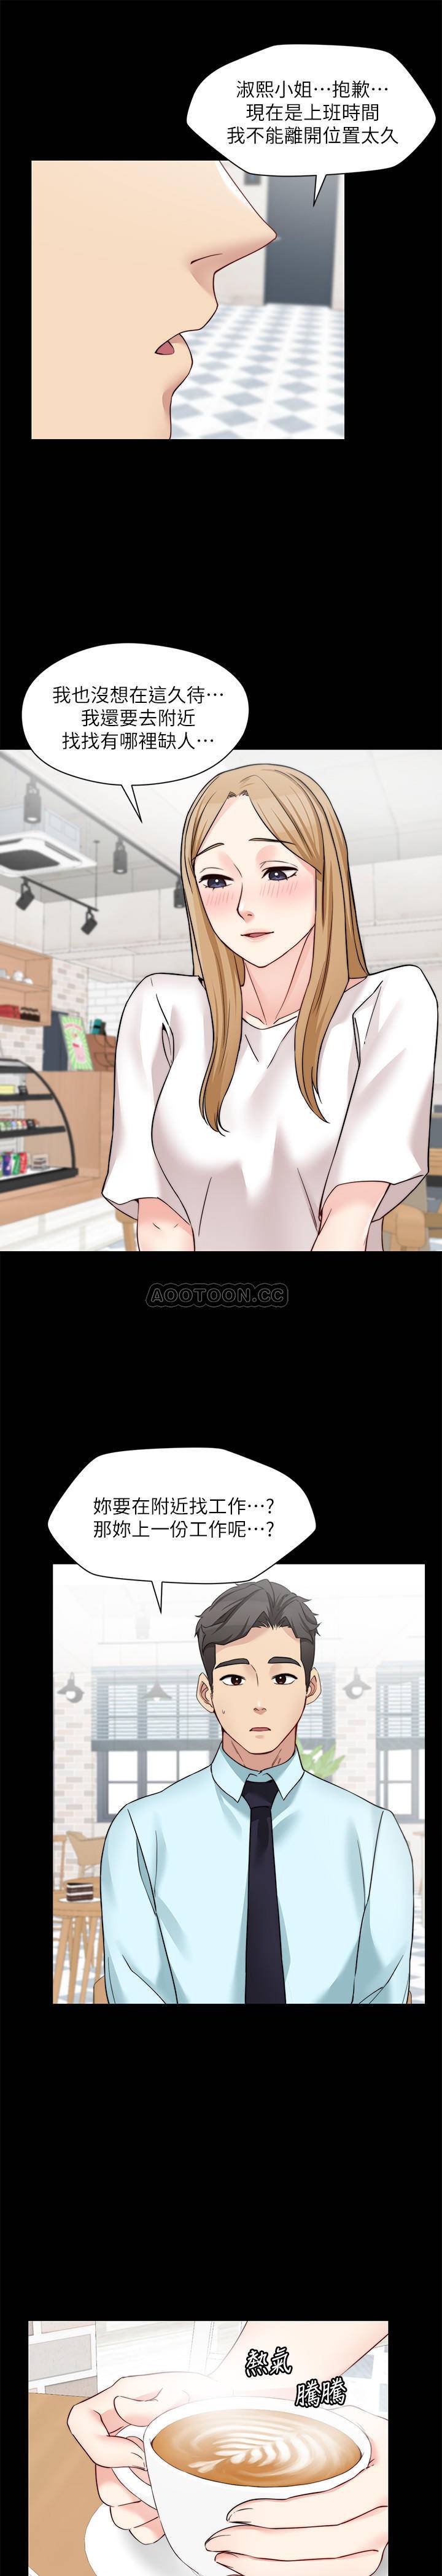 淑熙小姐⋯抱歉⋯
現在是上班時間
我不能離開位置太久
我也沒想在這久待⋯
我還要去附近
找找有哪裡缺人⋯
AOOTOON.CC
妳要在附近找工作⋯?
那妳上一份工作呢⋯?
熱氣
騰騰